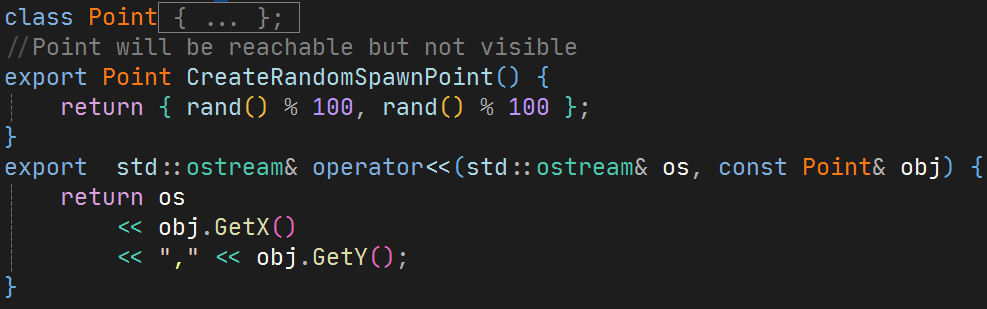 class Point { ... };
//Point will be reachable but not visible
export Point CreateRandomSpawnPoint() {
    return { rand() % 100, rand() % 100 };
}
export  std::ostream& operator<<(std::ostream& os, const Point& obj) {
    return os
        << obj.GetX()
        << "," << obj.GetY();
}